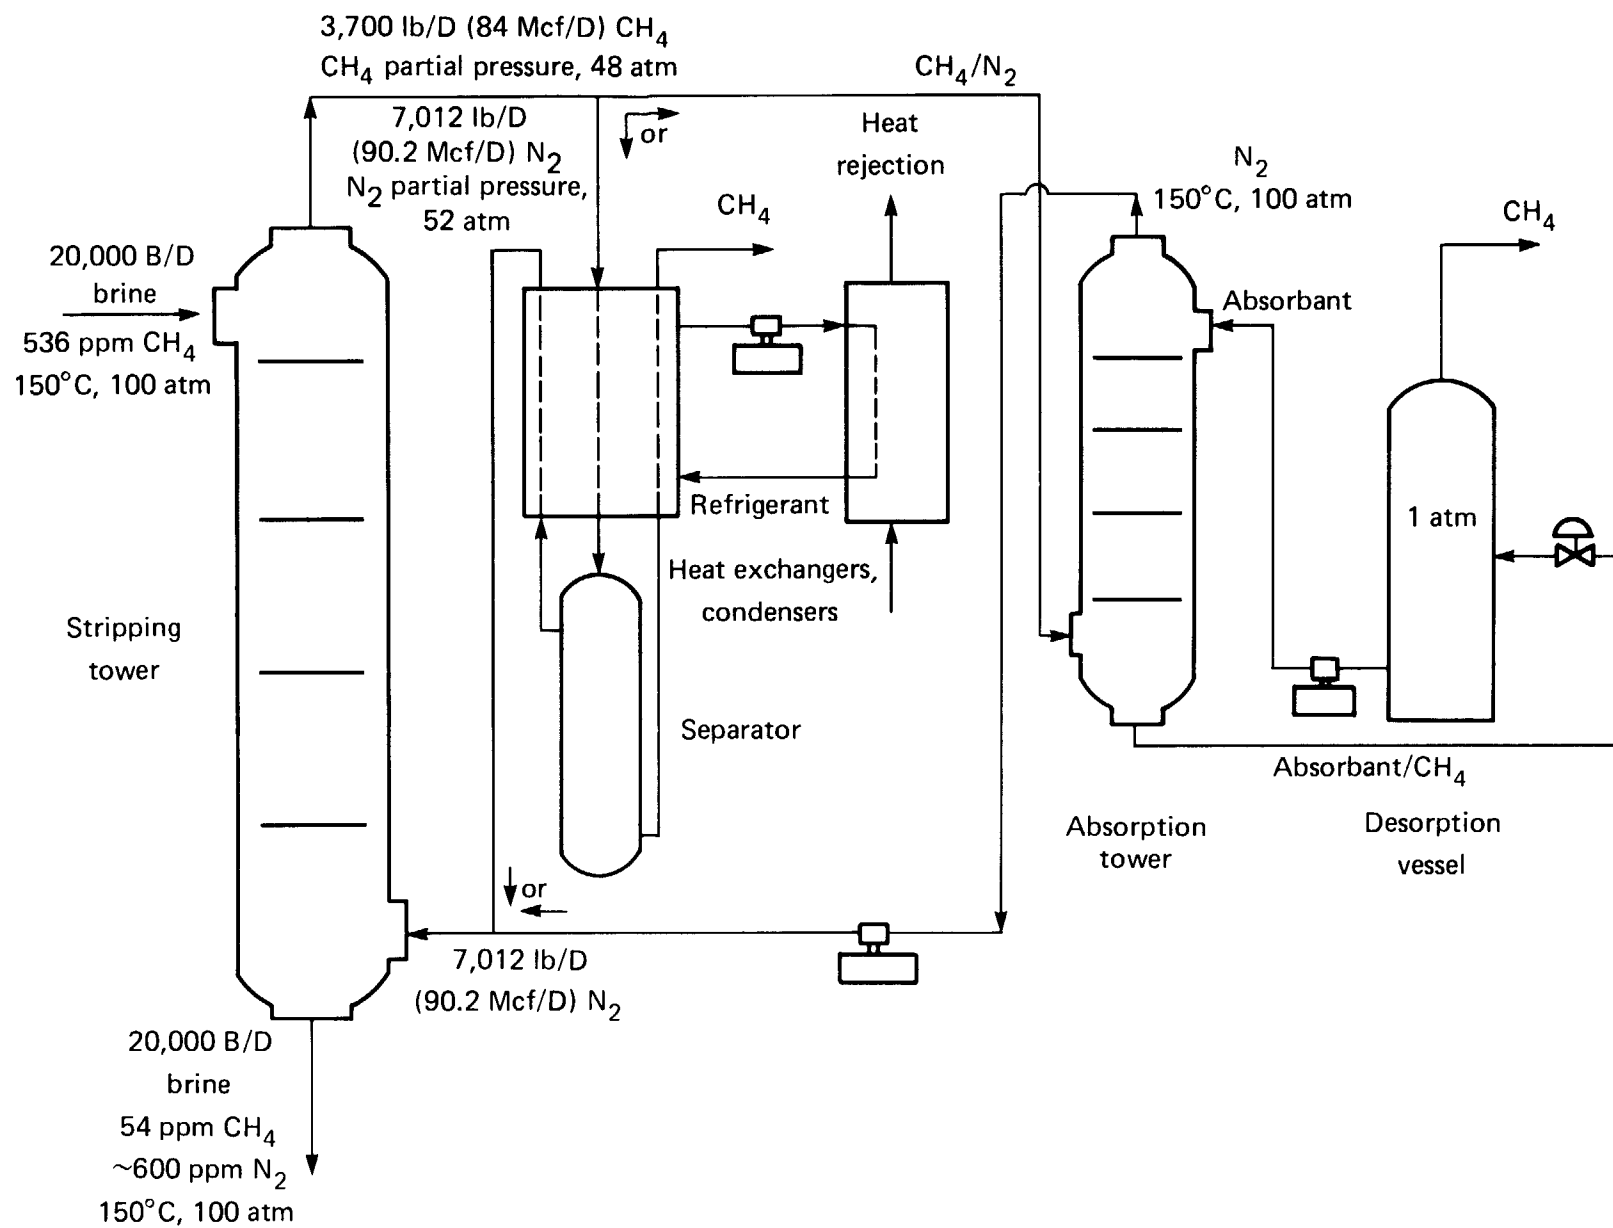 3,700 lb/D (84 Mcf/D) CH4
CH4 partial pressure, 48 atm
7,012 lb/D
(90.2 Mcf/D) N2
N2 partial pressure,
52 atm
or
CH4/N2
Heat
rejection
N2
150°C, 100 atm
CH4
CH4
20,000 B/D
brine
536 ppm CH4
150°C, 100 atm
Absorbant
Refrigerant
1 atm
Heat exchangers,
condensers
Stripping
tower
Separator
Absorbant/CH4
Absorption
tower
Desorption
vessel
or
7,012 lb/D
(90.2 Mcf/D) N2
20,000 B/D
brine
54 ppm CH4
~600 ppm N2
150°C, 100 atm